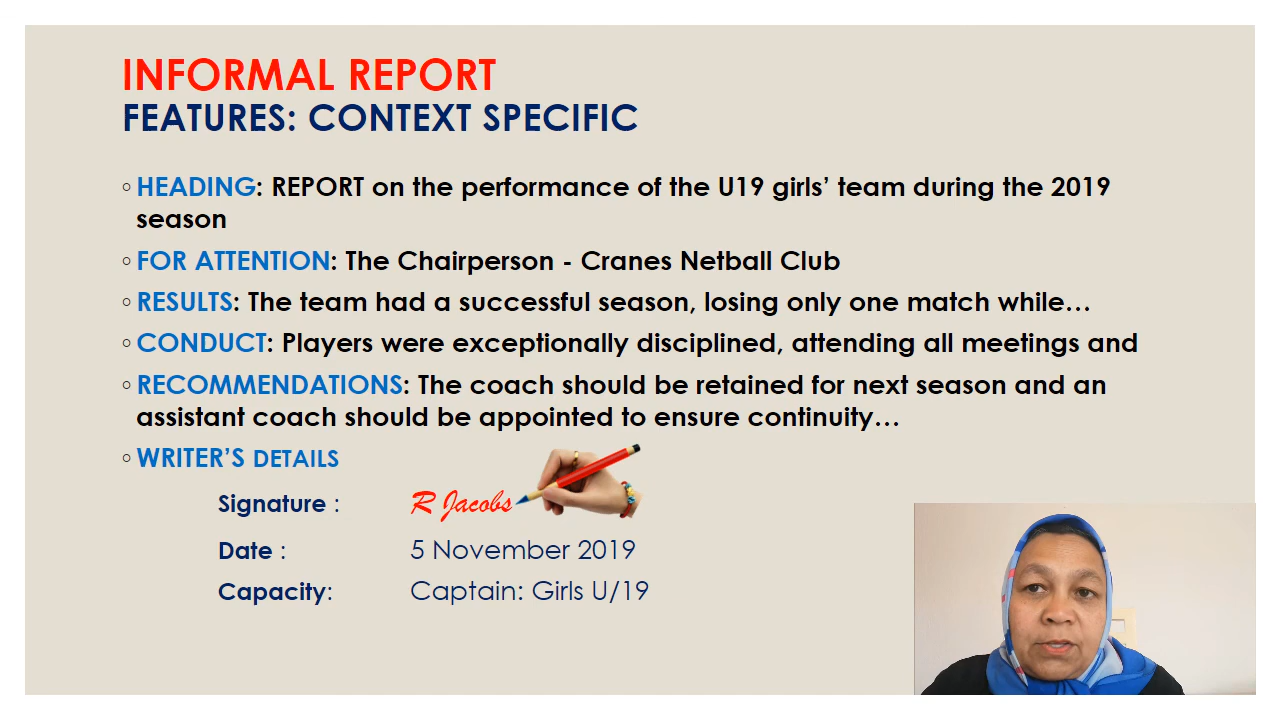 INFORMAL REPORT
FEATURES: CONTEXT SPECIFIC
◦ HEADING: REPORT on the performance of the U19 girls’ team during the 2019
season
◦ FOR ATTENTION: The Chairperson - Cranes Netball Club
◦ RESULTS: The team had a successful season, losing only one match while…
◦ CONDUCT: Players were exceptionally disciplined, attending all meetings and
◦ RECOMMENDATIONS: The coach should be retained for next season and an
assistant coach should be appointed to ensure continuity…
◦ WRITER’S DETAILS
Signature : R Jacobs
Date : 5 November 2019
Capacity: Captain: Girls U/19